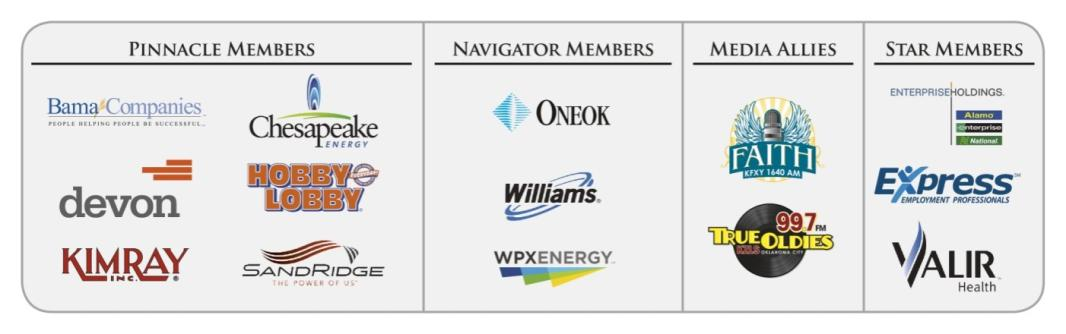 PINNACLE MEMBERS
Bama Companies
PEOPLE HELPING PEOPLE BE SUCCESSFUL
Chesapeake
ENERGY
devon
HOBBY
LOBBY
KIMRAY
INC.
SANDRIDGE
THE POWER OF US
NAVIGATOR MEMBERS
ONEOK
Williams
WPXENERGY
MEDIA ALLIES
FAITH
KFXY 1640 AM
99.7 FM
TRUE OLDIES
OKLAHOMA CITY
STAR MEMBERS
ENTERPRISEHOLDINGS.
Alamo
enterprise
National
Express
EMPLOYMENT PROFESSIONALS
VALIR
Health